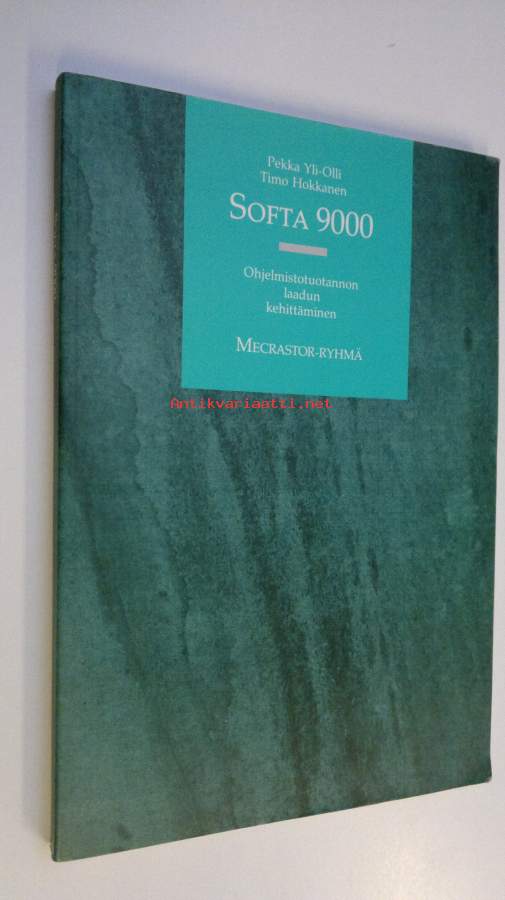 Pekka Yli-Olli
Timo Hokkanen
SOFTA 9000
Ohjelmistotuotannon
laadun
kehittäminen
MECRASTOR-RYHMÄ
Antikvariaatti.net